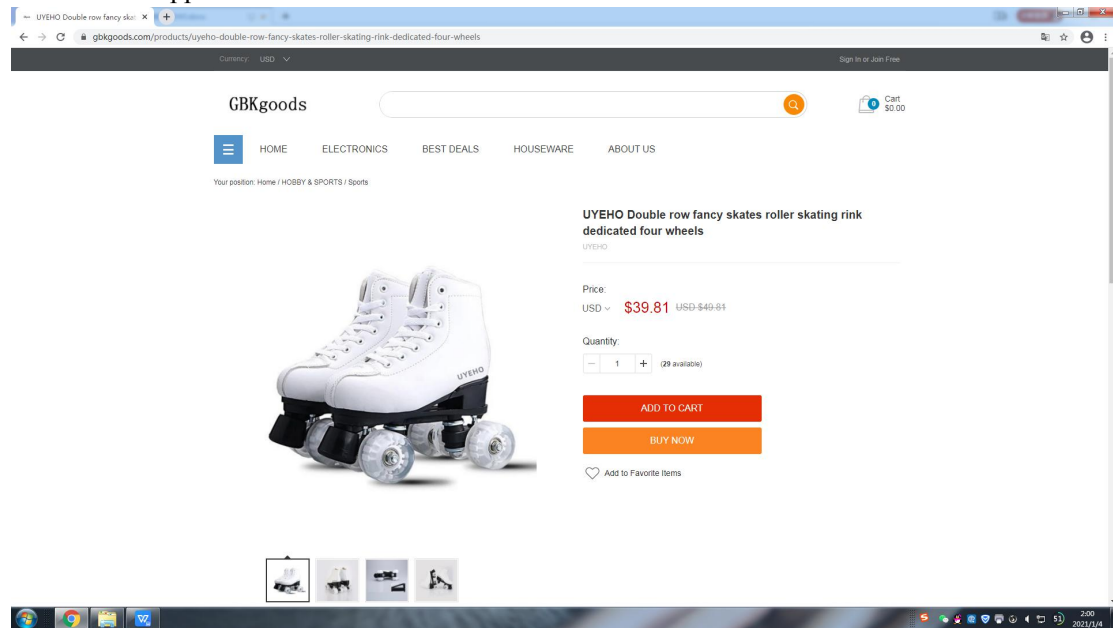 UYEHO Double row fancy skat
gbkgoods.com/products/uyeho-double-row-fancy-skates-roller-skating-rink-dedicated-four-wheels
Currency: USD
Sign In or Join Free
GBKgoods
0
Cart
$0.00
HOME ELECTRONICS BEST DEALS HOUSEWARE ABOUT US
Your position: Home / HOBBY & SPORTS / Sports
UYEHO Double row fancy skates roller skating rink
dedicated four wheels
UYEHO
Price:
USD $39.81 USD $49.81
Quantity:
1 (29 available)
ADD TO CART
BUY NOW
Add to Favorite Items
UYEHO
51
2:00
2021/1/4